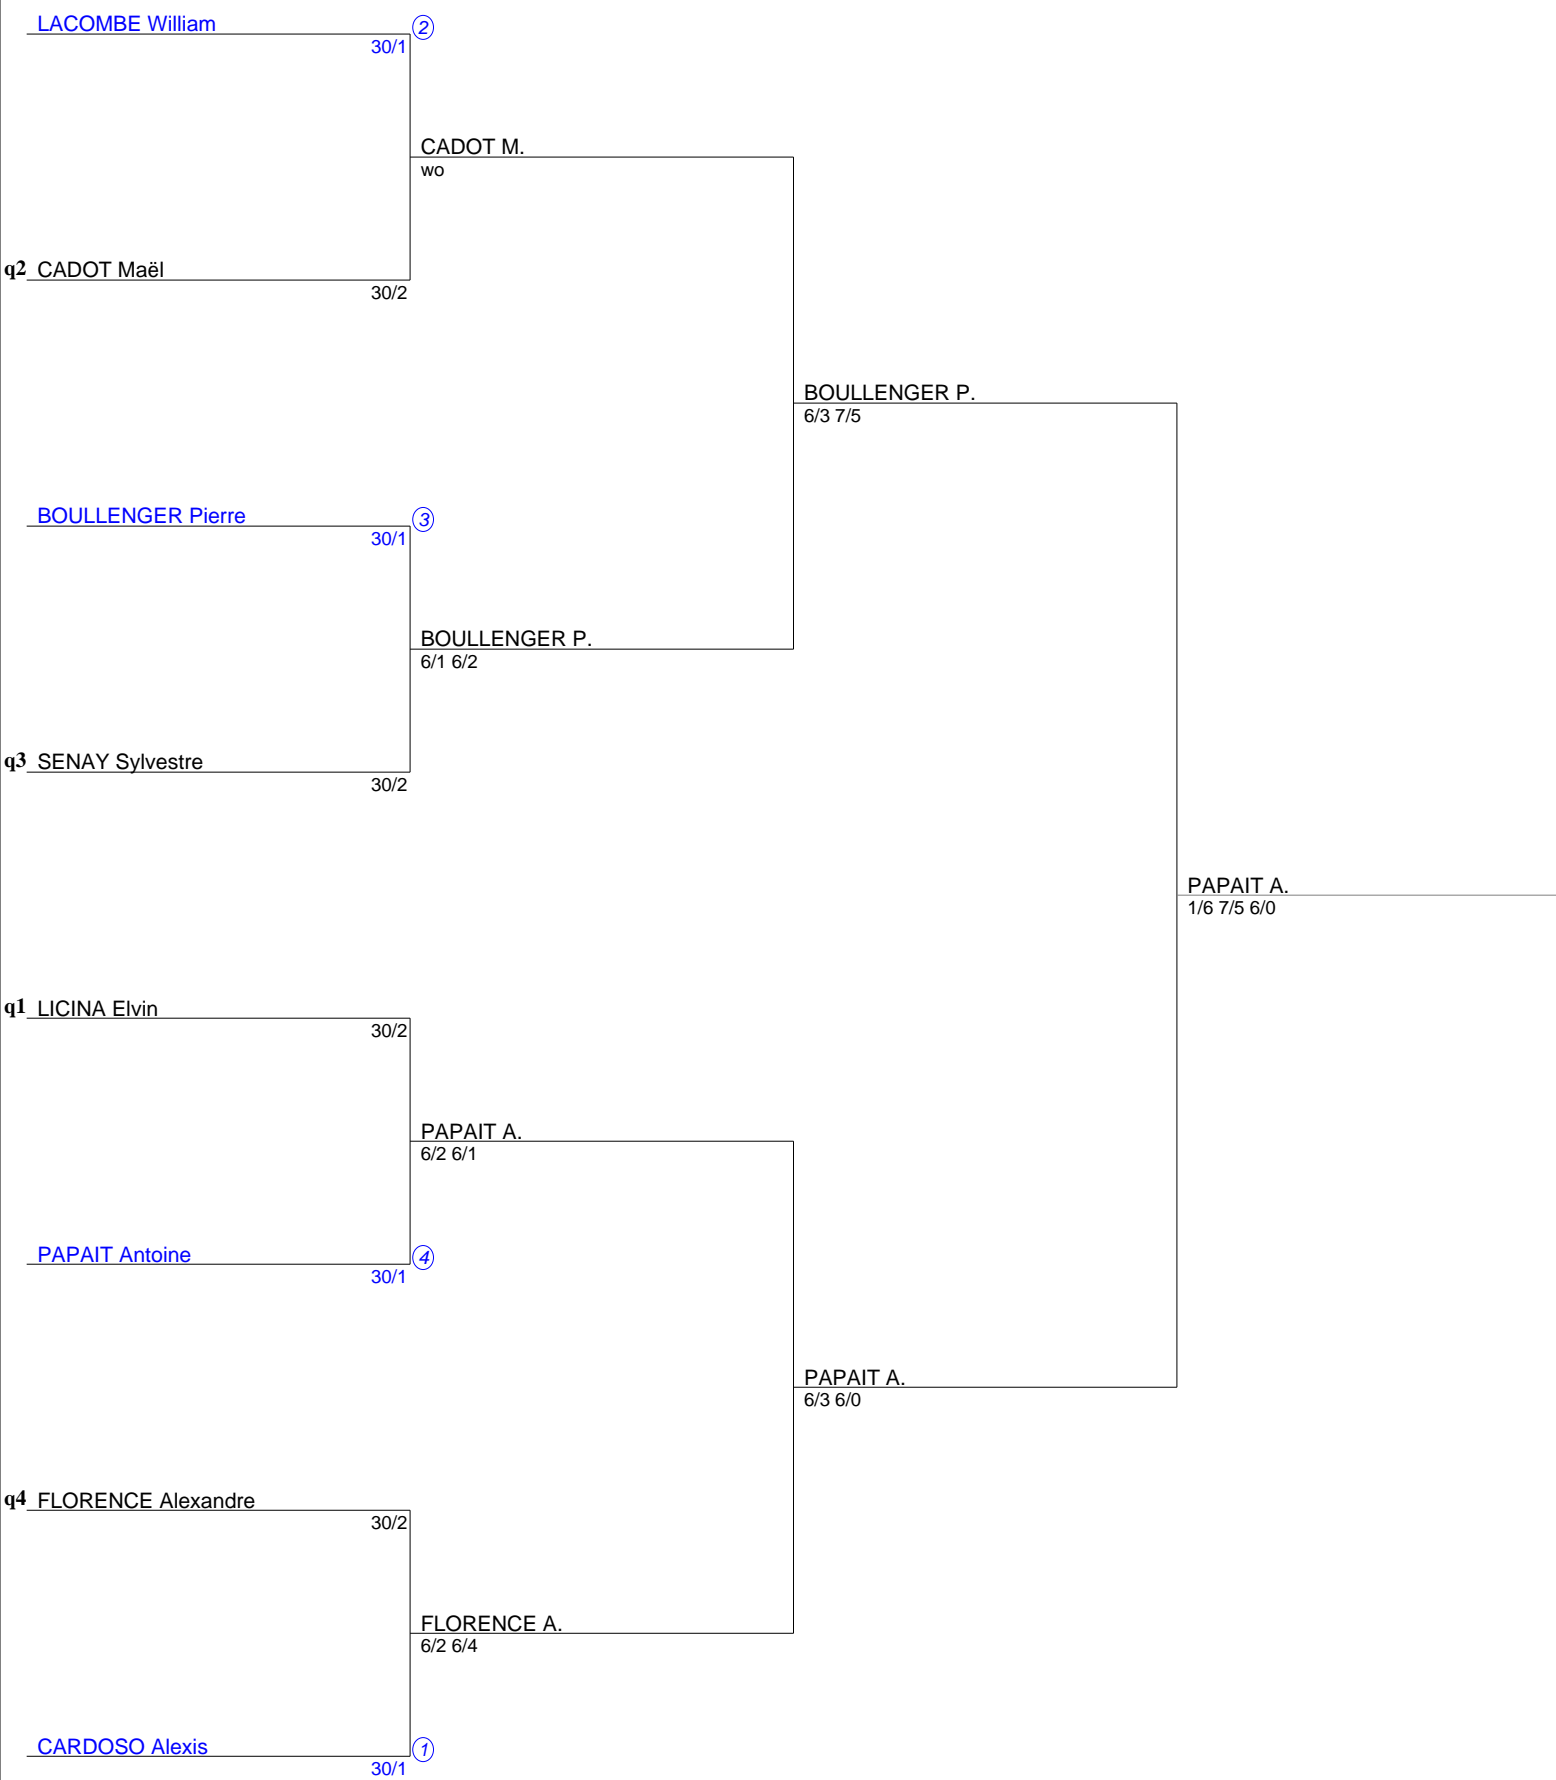 LACOMBE William
2
30/1
CADOT M.
wo
q2 CADOT Maël
30/2
BOULLENGER P.
6/3 7/5
BOULLENGER Pierre
3
30/1
BOULLENGER P.
6/1 6/2
q3 SENAY Sylvestre
30/2
PAPAIT A.
1/6 7/5 6/0
q1 LICINA Elvin
30/2
PAPAIT A.
6/2 6/1
PAPAIT Antoine
4
30/1
PAPAIT A.
6/3 6/0
q4 FLORENCE Alexandre
30/2
FLORENCE A.
6/2 6/4
CARDOSO Alexis
1
30/1